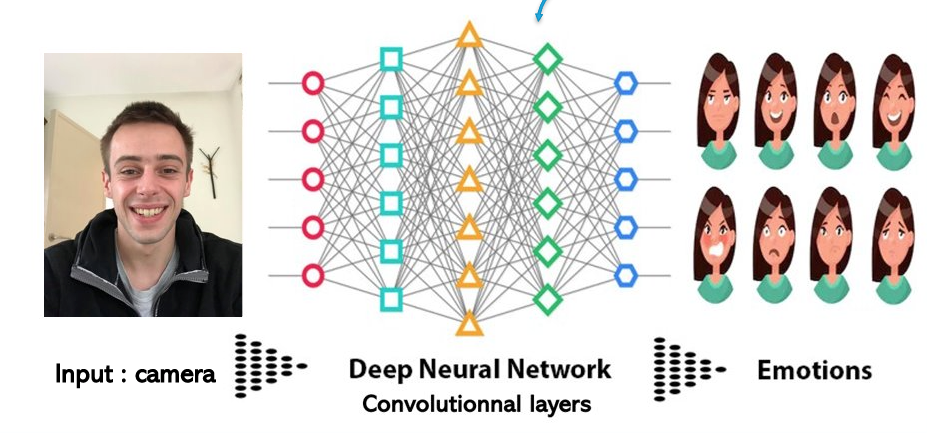 Input : camera
Deep Neural Network
Convolutionnal layers
Emotions